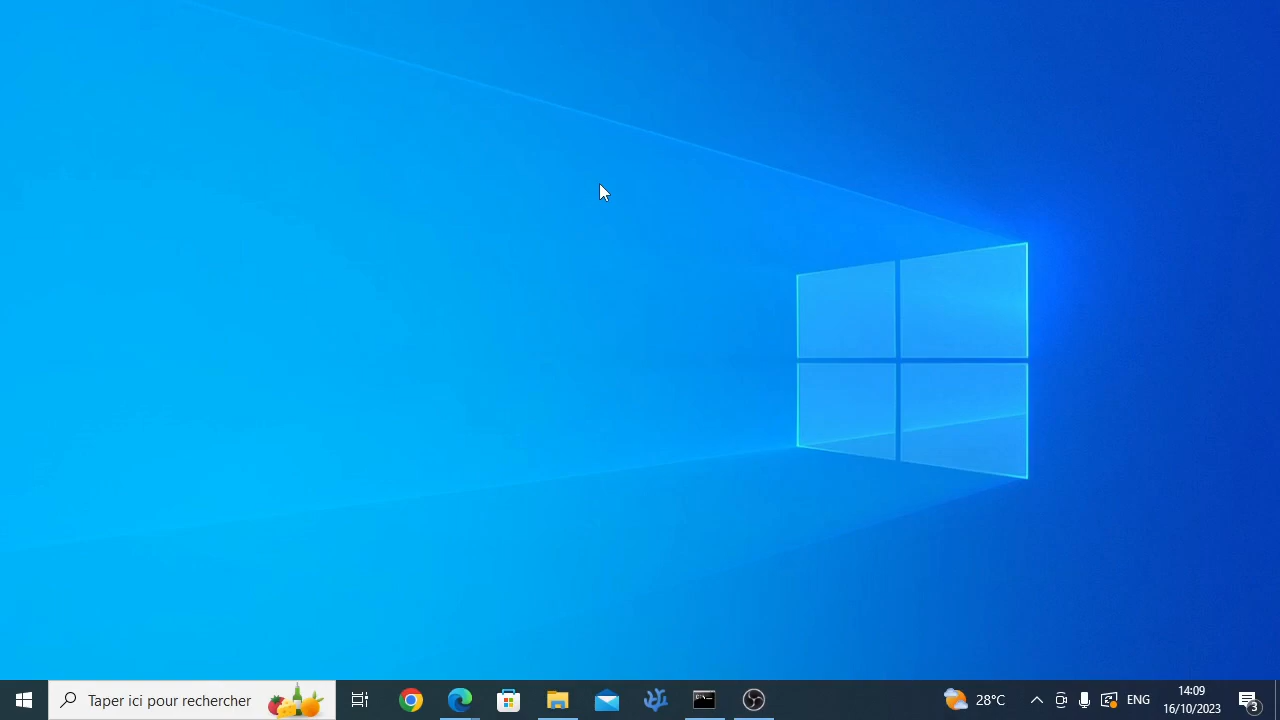 Taper ici pour rechercher
28°C
ENG
14:09
16/10/2023
3